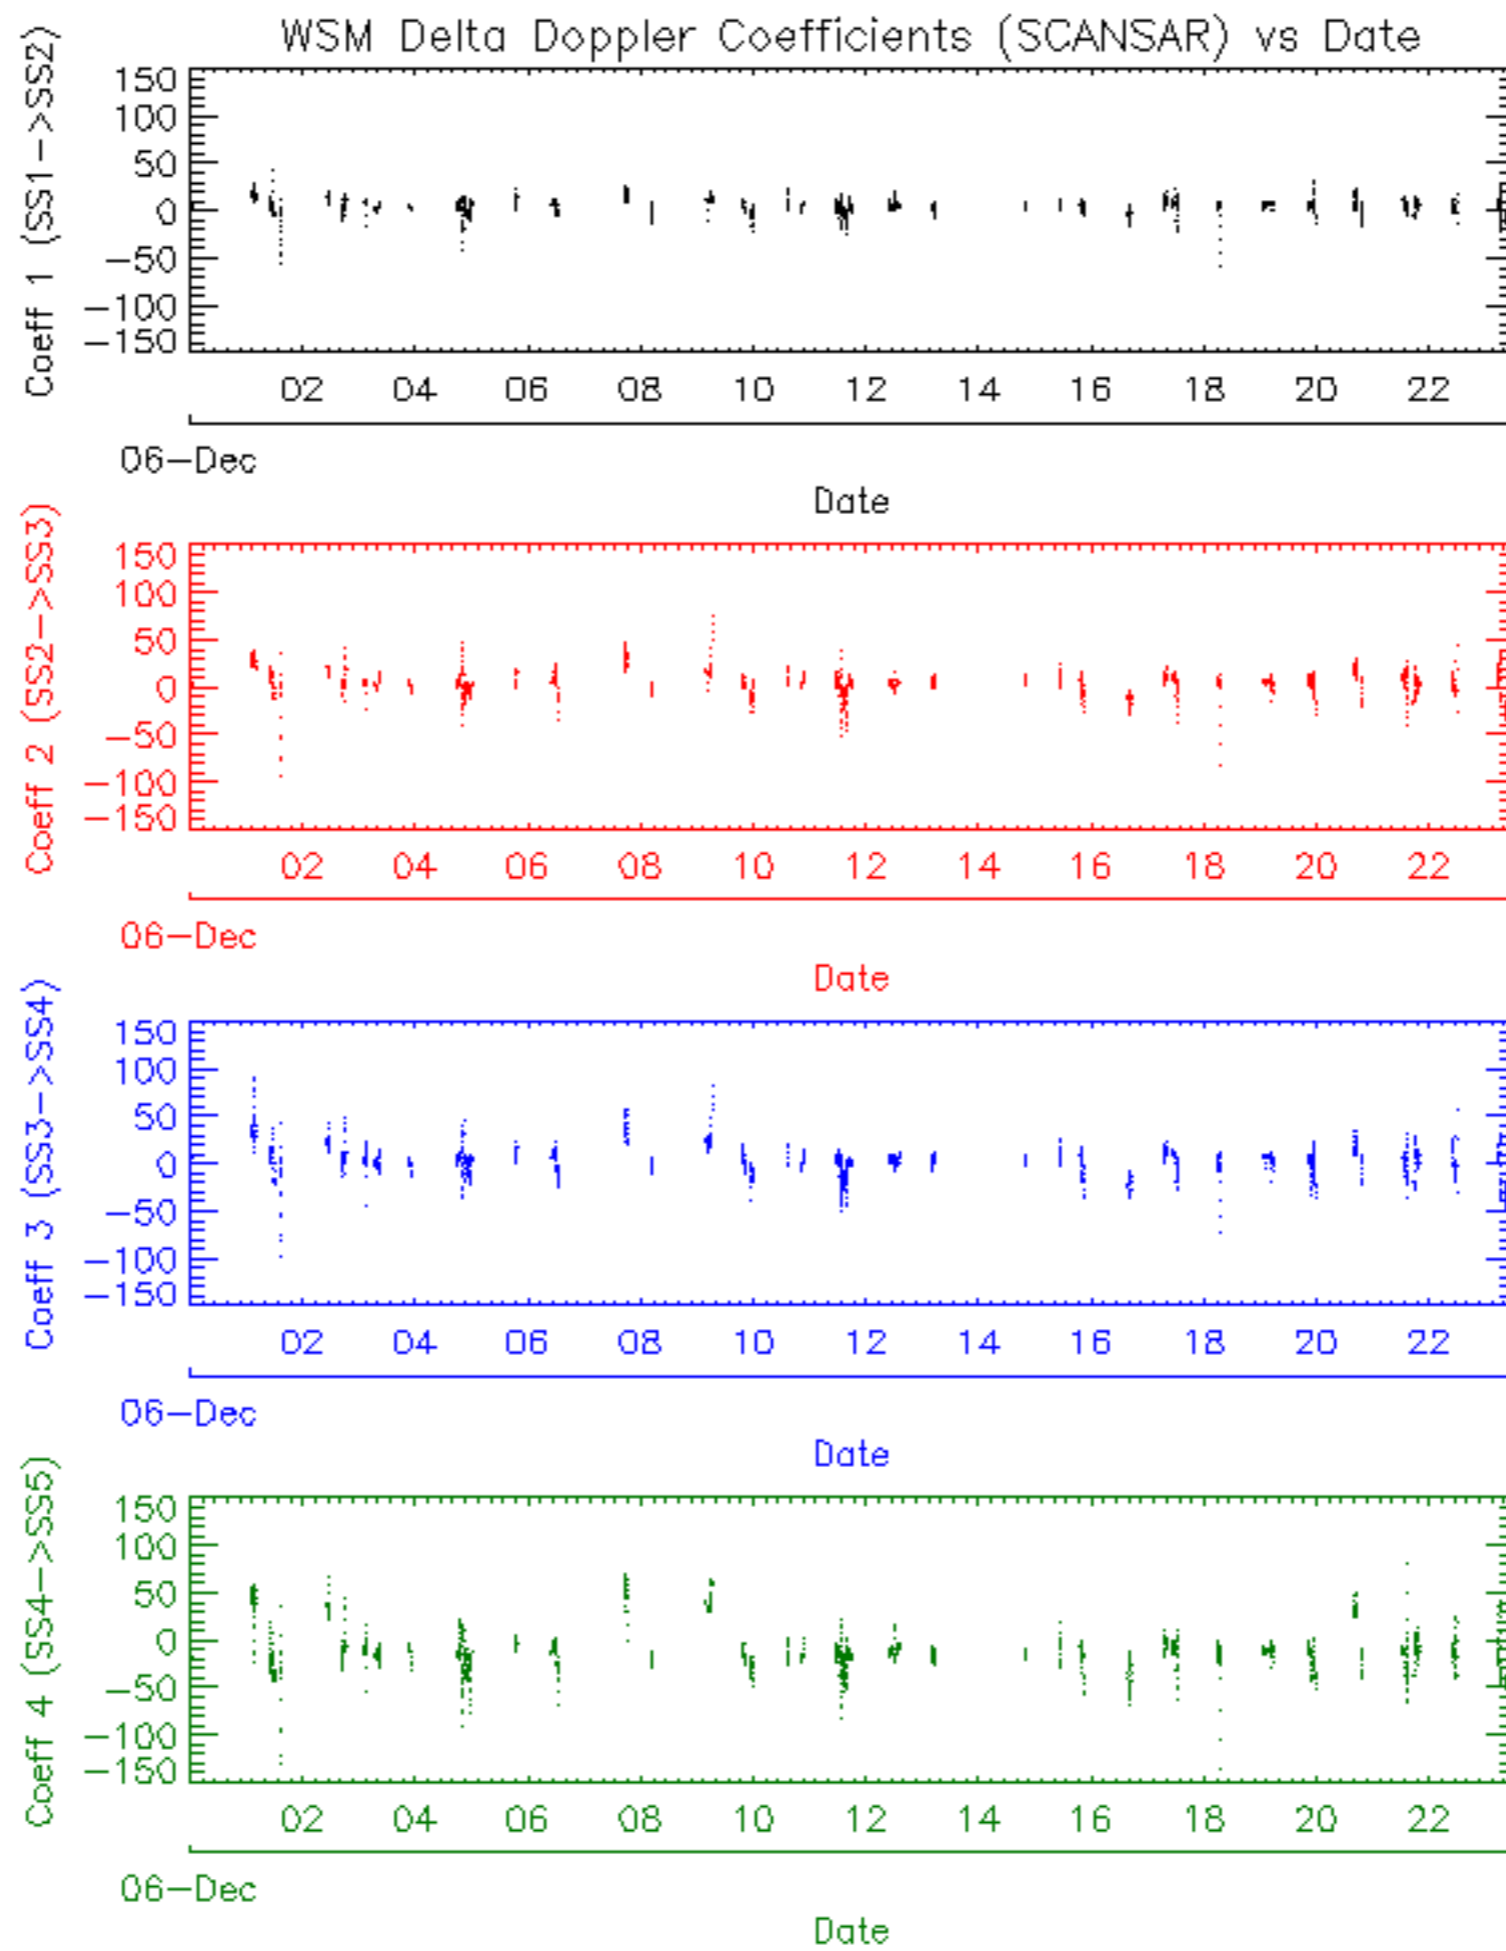 WSM Delta Doppler Coefficients (SCANSAR) vs Date
Coeff 1 (SS1->SS2)
150
100
50
0
-50
-100
-150
02 04 06 08 10 12 14 16 18 20 22
06-Dec
Date
Coeff 2 (SS2->SS3)
150
100
50
0
-50
-100
-150
02 04 06 08 10 12 14 16 18 20 22
06-Dec
Date
Coeff 3 (SS3->SS4)
150
100
50
0
-50
-100
-150
02 04 06 08 10 12 14 16 18 20 22
06-Dec
Date
Coeff 4 (SS4->SS5)
150
100
50
0
-50
-100
-150
02 04 06 08 10 12 14 16 18 20 22
06-Dec
Date